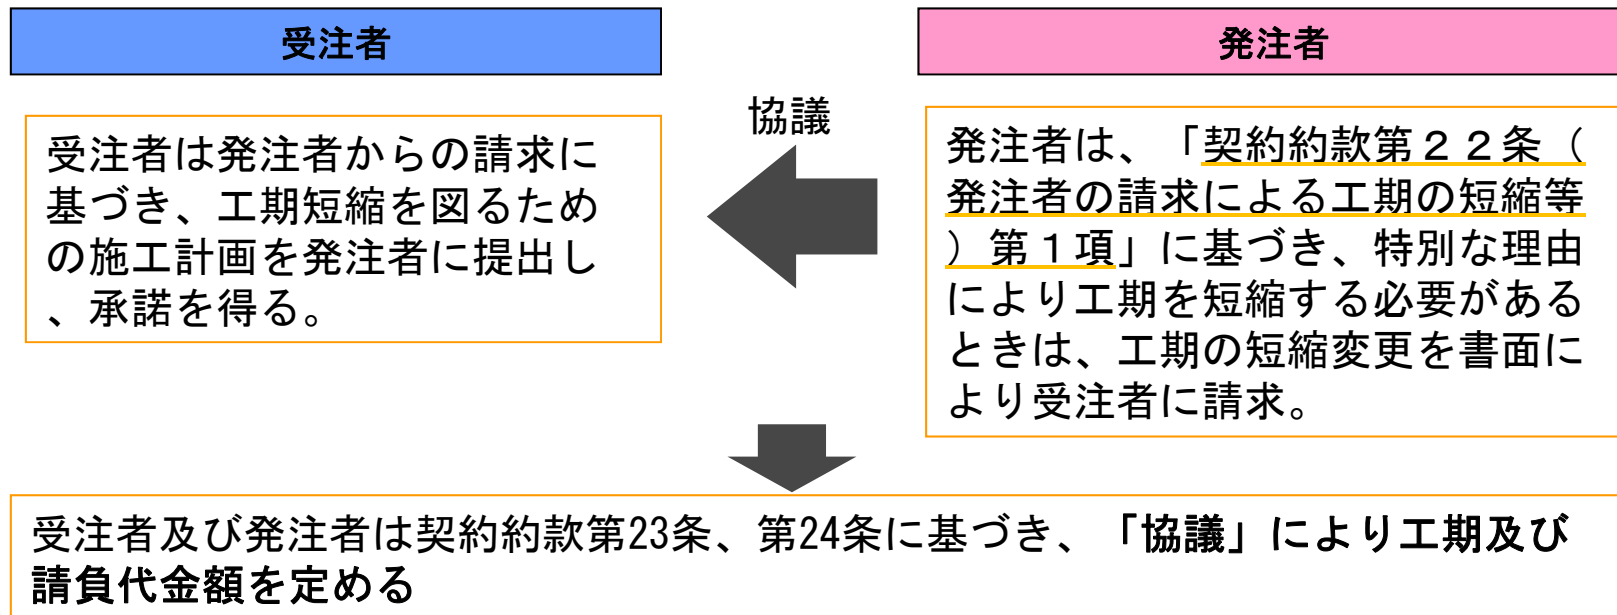 受注者
発注者
受注者は発注者からの請求に
基づき、工期短縮を図るため
の施工計画を発注者に提出し
、承諾を得る。
協議
発注者は、「契約約款第２２条（
発注者の請求による工期の短縮等
）第１項」に基づき、特別な理由
により工期を短縮する必要がある
ときは、工期の短縮変更を書面に
より受注者に請求。
受注者及び発注者は契約約款第23条、第24条に基づき、「協議」により工期及び
請負代金額を定める